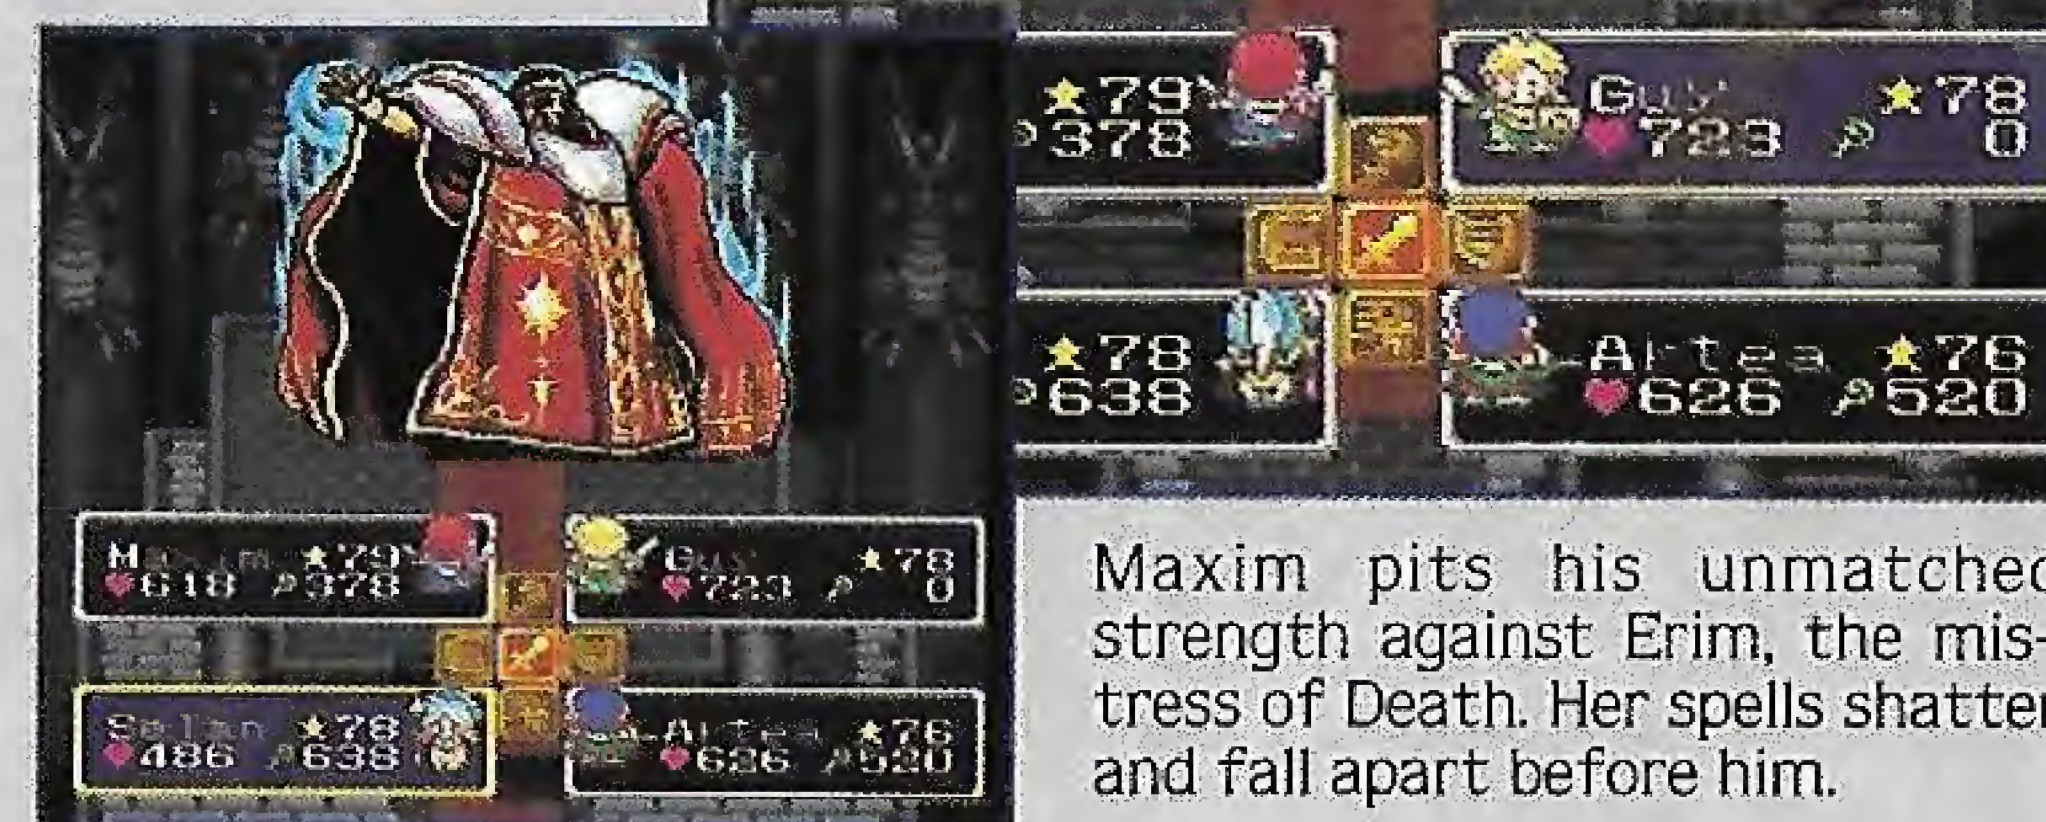 ★79
378
Guy ★78
♥723 0
★78
638
Artea ★76
♥626 520
Maxim ★79
♥618 378
Guy ★78
♥723 0
Selan ★78
♥486 638
Artea ★76
♥626 520
Maxim pits his unmatched
strength against Erim, the mis-
tress of Death. Her spells shatter
and fall apart before him.